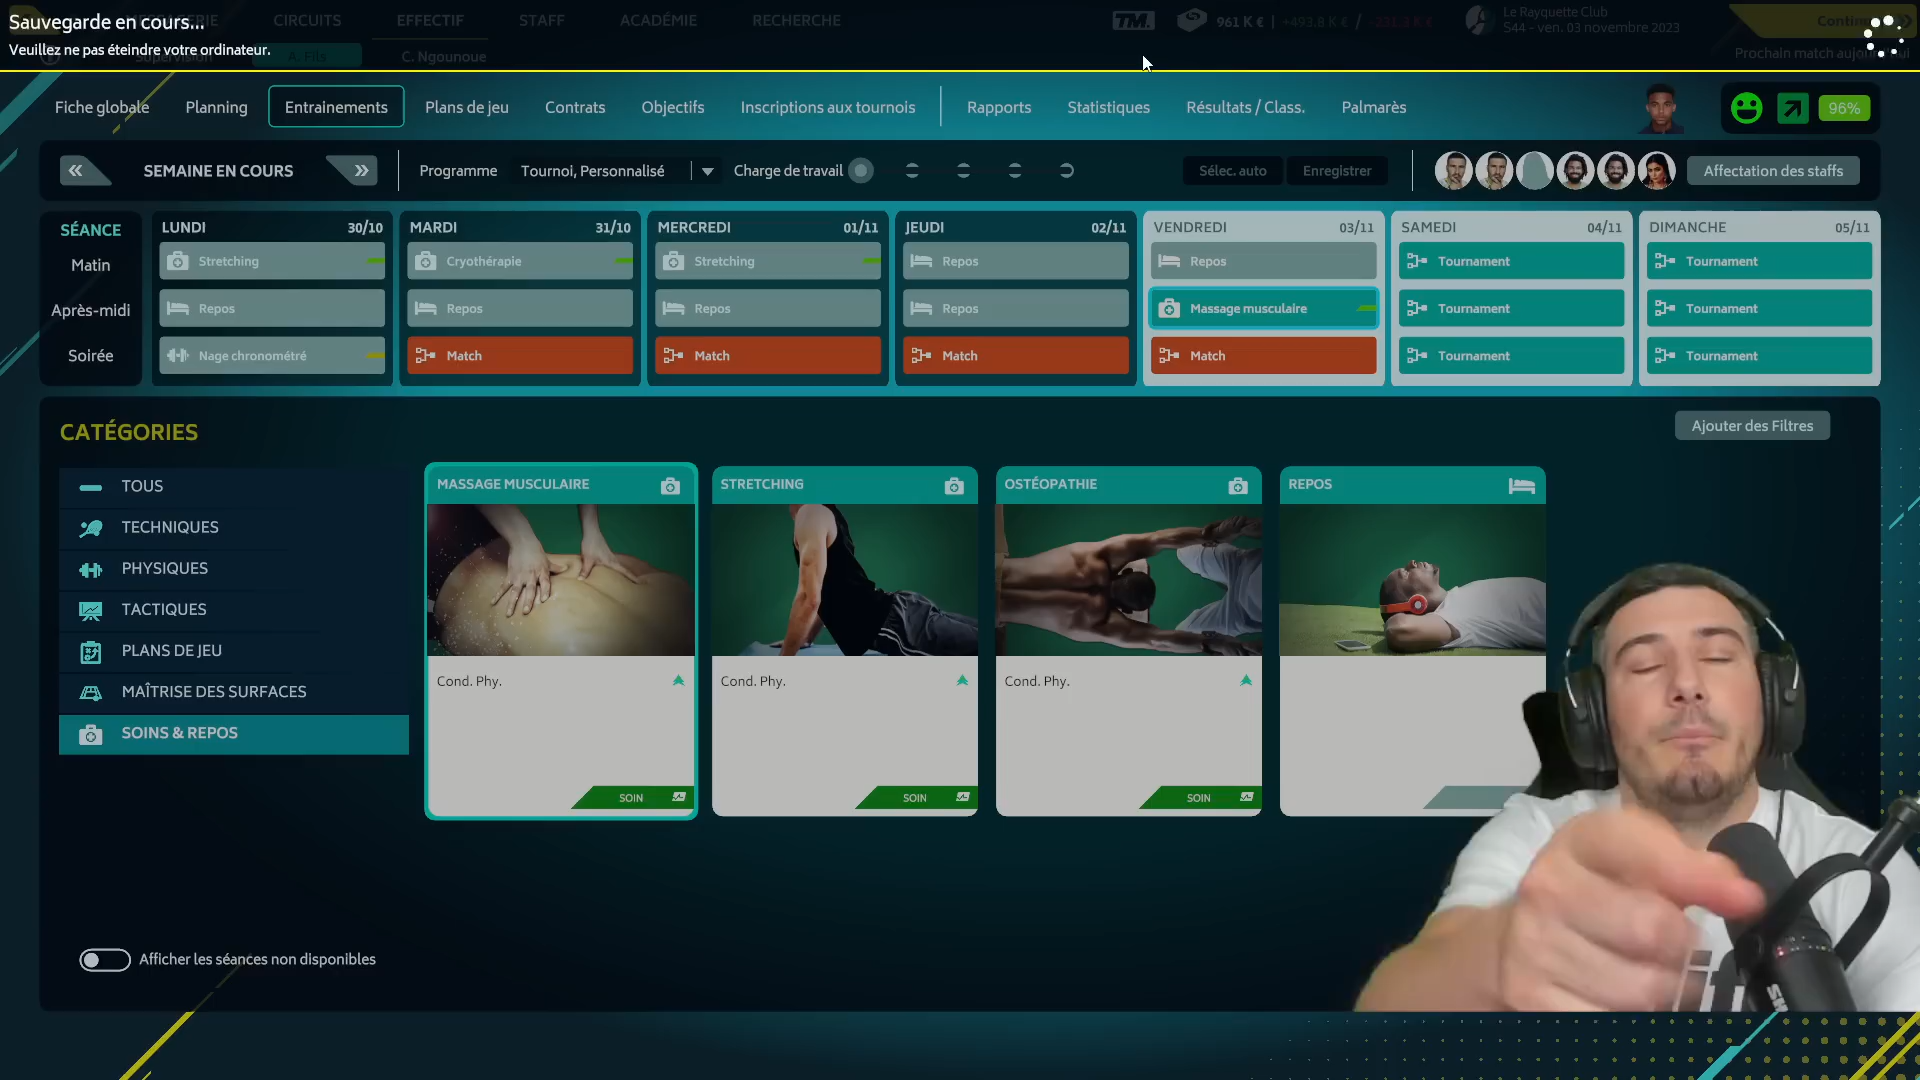 Sauvegarde en cours...
Veuillez ne pas éteindre votre ordinateur.
CIRCUITS EFFECTIF STAFF ACADÉMIE RECHERCHE
TM. 961 K € | +493.8 K € / -231.3 K €
Le Rayquette Club
S44 - ven. 03 novembre 2023
Supervision A. Fils C. Ngounoue
Fiche globale Planning Entrainements Plans de jeu Contrats Objectifs Inscriptions aux tournois Rapports Statistiques Résultats / Class. Palmarès 96%
SEMAINE EN COURS Programme Tournoi, Personnalisé Charge de travail Sélec. auto Enregistrer Affectation des staffs
SÉANCE LUNDI 30/10 MARDI 31/10 MERCREDI 01/11 JEUDI 02/11 VENDREDI 03/11 SAMEDI 04/11 DIMANCHE 05/11
Matin Stretching Cryothérapie Stretching Repos Repos Tournament Tournament
Après-midi Repos Repos Repos Repos Massage musculaire Tournament Tournament
Soirée Nage chronométré Match Match Match Match Tournament Tournament
CATÉGORIES
Ajouter des Filtres
TOUS
TECHNIQUES
PHYSIQUES
TACTIQUES
PLANS DE JEU
MAÎTRISE DES SURFACES
SOINS & REPOS
MASSAGE MUSCULAIRE STRETCHING OSTÉOPATHIE REPOS
Cond. Phy. Cond. Phy. Cond. Phy.
SOIN SOIN SOIN
Afficher les séances non disponibles